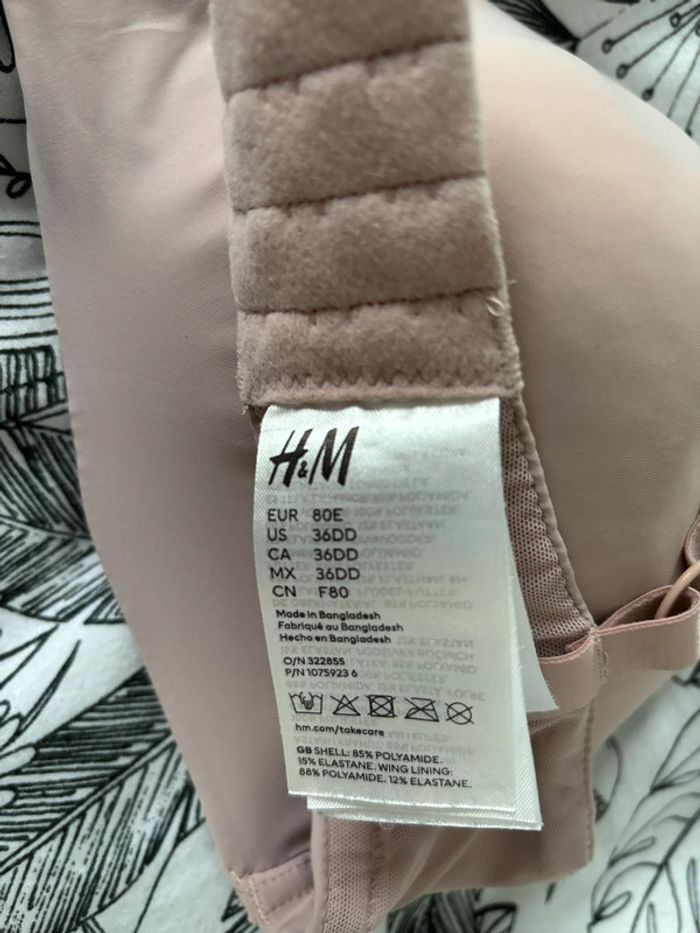 H&M
EUR 80E
US 36DD
CA 36DD
MX 36DD
CN F80
Made in Bangladesh
Fabriqué au Bangladesh
Hecho en Bangladesh
O/N 322855
P/N 1075923 6
hm.com/takecare
GB SHELL: 85% POLYAMIDE.
15% ELASTANE. WING LINING:
88% POLYAMIDE. 12% ELASTANE.